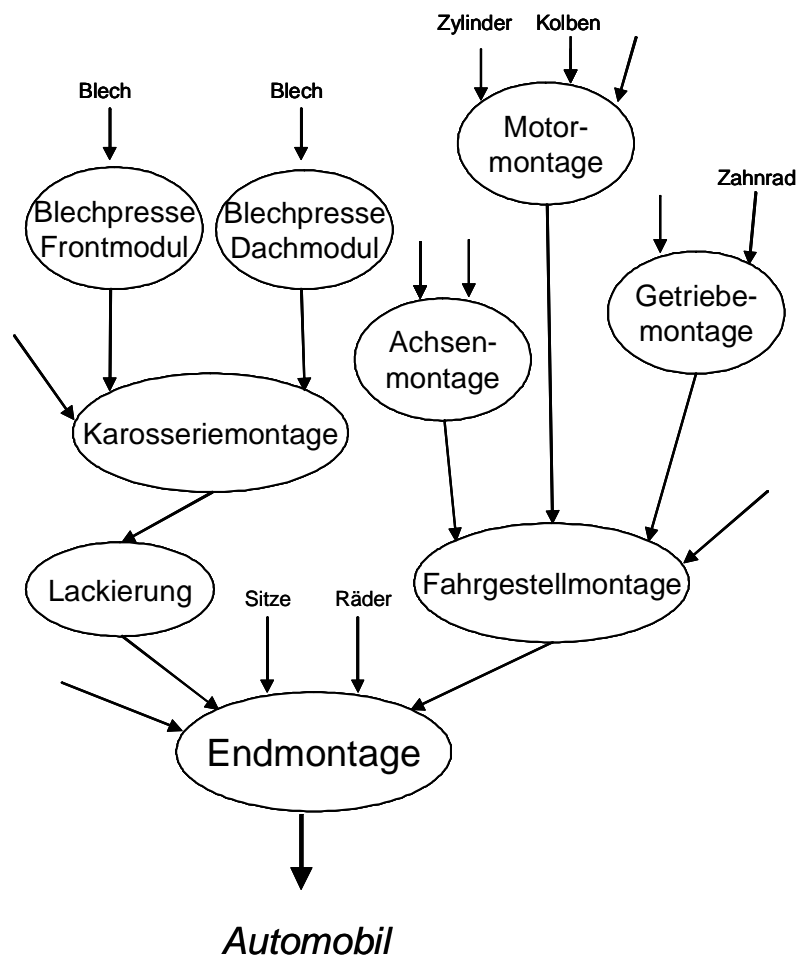 Zylinder
Kolben
Blech
Blech
Motor-
montage
Zahnrad
Blechpresse
Frontmodul
Blechpresse
Dachmodul
Getriebe-
montage
Achsen-
montage
Karosseriemontage
Lackierung
Sitze
Räder
Fahrgestellmontage
Endmontage
Automobil